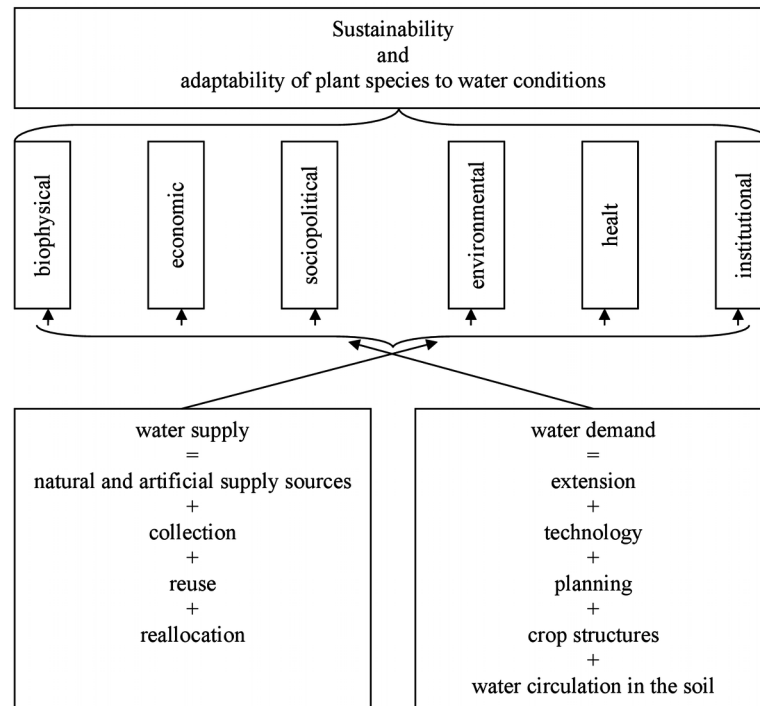 Sustainability
and
adaptability of plant species to water conditions
biophysical
economic
sociopolitical
environmental
healt
institutional
water supply
=
natural and artificial supply sources
+
collection
+
reuse
+
reallocation
water demand
=
extension
+
technology
+
planning
+
crop structures
+
water circulation in the soil